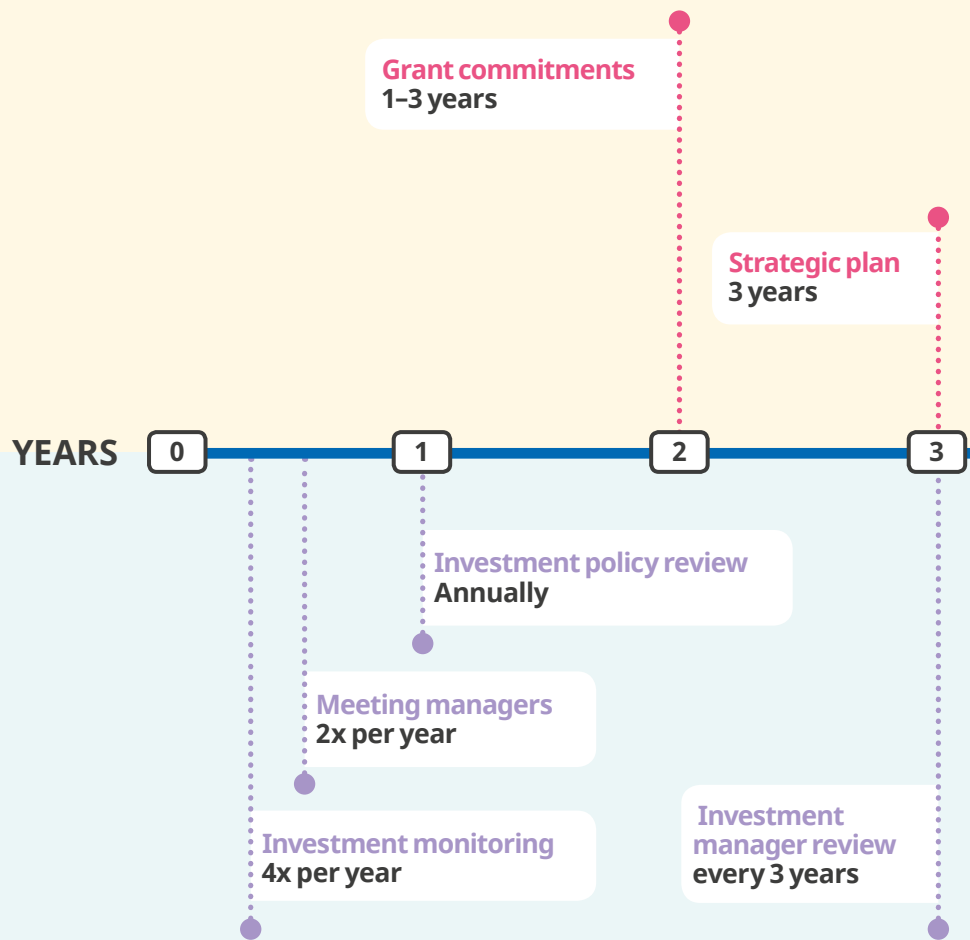 Grant commitments
1–3 years
Strategic plan
3 years
YEARS 0 1 2 3
Investment policy review
Annually
Meeting managers
2x per year
Investment monitoring
4x per year
Investment
manager review
every 3 years